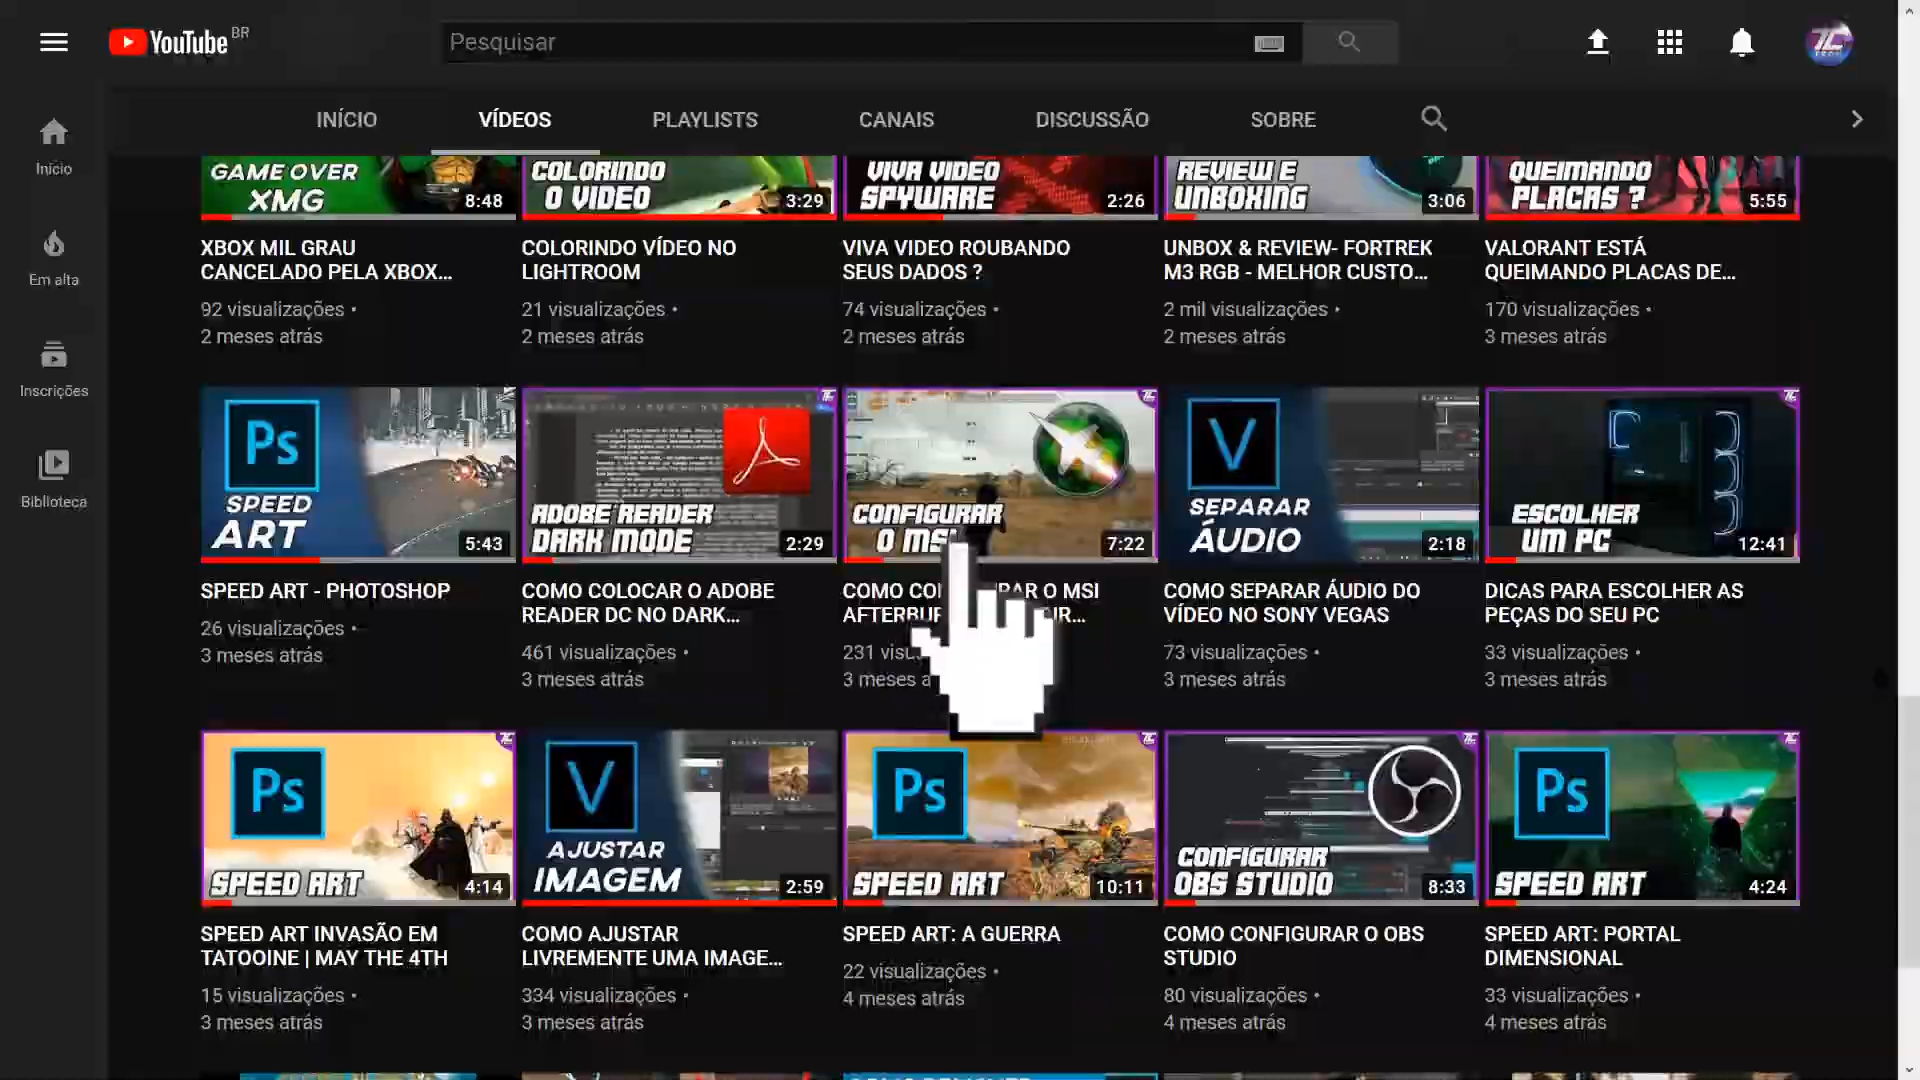 YouTube BR
Pesquisar
INÍCIO VÍDEOS PLAYLISTS CANAIS DISCUSSÃO SOBRE
Início
Em alta
Inscrições
Biblioteca
GAME OVER
XMG
8:48
COLORINDO
O VIDEO
3:29
VIVA VIDEO
SPYWARE
2:26
REVIEW E
UNBOXING
3:06
QUEIMANDO
PLACAS ?
5:55
XBOX MIL GRAU
CANCELADO PELA XBOX...
92 visualizações •
2 meses atrás
COLORINDO VÍDEO NO
LIGHTROOM
21 visualizações •
2 meses atrás
VIVA VIDEO ROUBANDO
SEUS DADOS ?
74 visualizações •
2 meses atrás
UNBOX & REVIEW- FORTREK
M3 RGB - MELHOR CUSTO...
2 mil visualizações •
2 meses atrás
VALORANT ESTÁ
QUEIMANDO PLACAS DE...
170 visualizações •
3 meses atrás
Ps
SPEED
ART
5:43
ADOBE READER
DARK MODE
2:29
CONFIGURAR
O MSI
7:22
V
SEPARAR
ÁUDIO
2:18
ESCOLHER
UM PC
12:41
SPEED ART - PHOTOSHOP
26 visualizações •
3 meses atrás
COMO COLOCAR O ADOBE
READER DC NO DARK...
461 visualizações •
3 meses atrás
COMO CO RAR O MSI
AFTERBUR R...
231 visu
3 meses a
COMO SEPARAR ÁUDIO DO
VÍDEO NO SONY VEGAS
73 visualizações •
3 meses atrás
DICAS PARA ESCOLHER AS
PEÇAS DO SEU PC
33 visualizações •
3 meses atrás
Ps
SPEED ART
4:14
V
AJUSTAR
IMAGEM
2:59
Ps
SPEED ART
10:11
CONFIGURAR
OBS STUDIO
8:33
Ps
SPEED ART
4:24
SPEED ART INVASÃO EM
TATOOINE | MAY THE 4TH
15 visualizações •
3 meses atrás
COMO AJUSTAR
LIVREMENTE UMA IMAGE...
334 visualizações •
3 meses atrás
SPEED ART: A GUERRA
22 visualizações •
4 meses atrás
COMO CONFIGURAR O OBS
STUDIO
80 visualizações •
4 meses atrás
SPEED ART: PORTAL
DIMENSIONAL
33 visualizações •
4 meses atrás